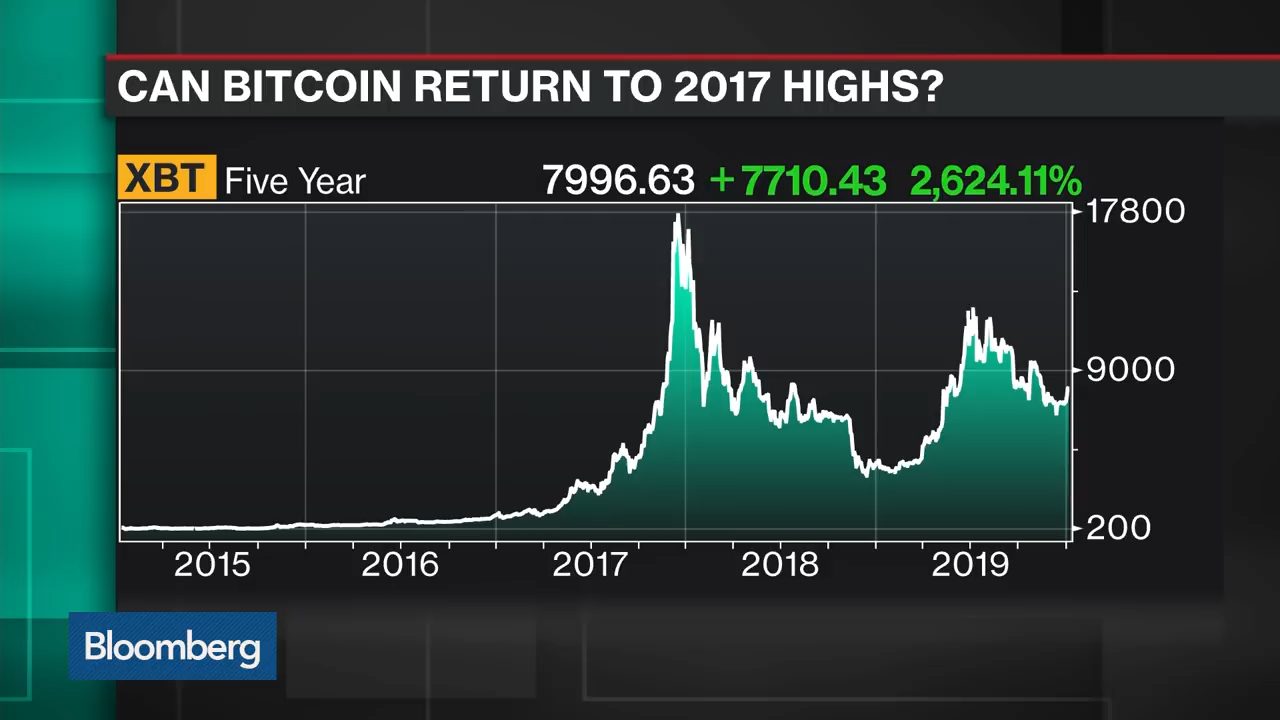 CAN BITCOIN RETURN TO 2017 HIGHS?
XBT Five Year 7996.63 +7710.43 2,624.11%
17800
9000
200
2015 2016 2017 2018 2019
Bloomberg